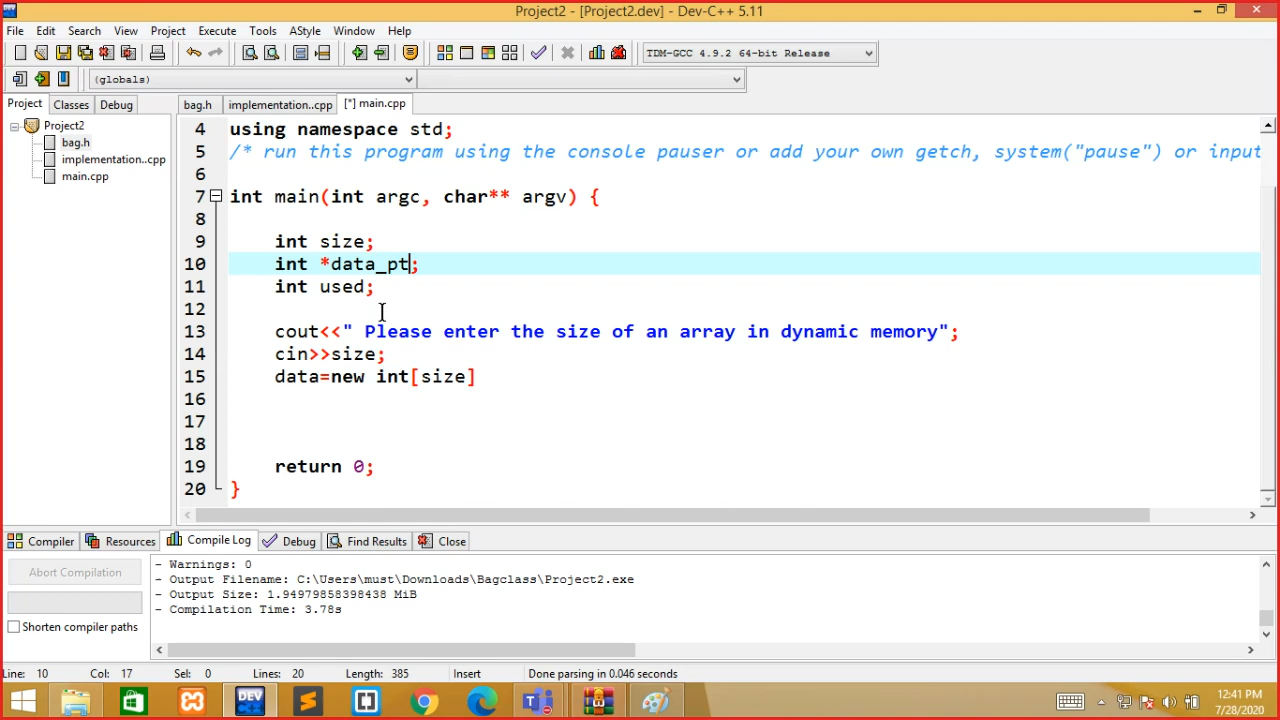 Project2 - [Project2.dev] - Dev-C++ 5.11
File Edit Search View Project Execute Tools AStyle Window Help
TDM-GCC 4.9.2 64-bit Release
(globals)
Project Classes Debug
bag.h implementation..cpp [*] main.cpp
Project2
bag.h
implementation..cpp
main.cpp
4 using namespace std;
5 /* run this program using the console pauser or add your own getch, system("pause") or input
6
7 int main(int argc, char** argv) {
8
9 int size;
10 int *data_pt;
11 int used;
12
13 cout<<" Please enter the size of an array in dynamic memory";
14 cin>>size;
15 data=new int[size]
16
17
18
19 return 0;
20 }
Compiler Resources Compile Log Debug Find Results Close
Abort Compilation
Shorten compiler paths
- Warnings: 0
- Output Filename: C:\Users\must\Downloads\Bagclass\Project2.exe
- Output Size: 1.94979858398438 MiB
- Compilation Time: 3.78s
Line: 10 Col: 17 Sel: 0 Lines: 20 Length: 385 Insert Done parsing in 0.046 seconds
DEV
12:41 PM
7/28/2020